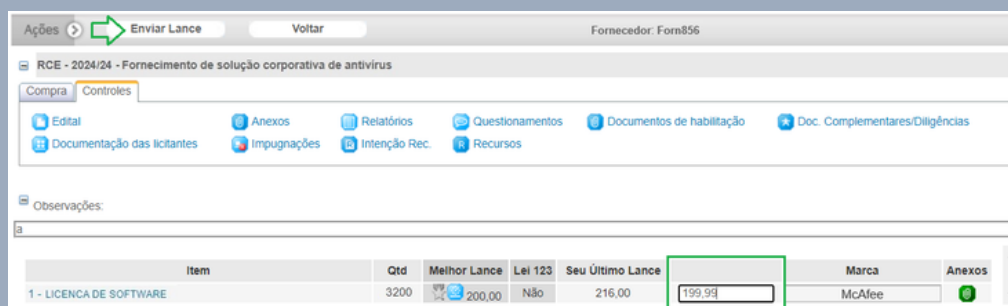 Ações Enviar Lance Voltar Fornecedor: Forn856
RCE - 2024/24 - Fornecimento de solução corporativa de antivírus
Compra Controles
Edital Anexos Relatórios Questionamentos Documentos de habilitação Doc. Complementares/Diligências
Documentação das licitantes Impugnações Intenção Rec. Recursos
Observações:
a
Item Qtd Melhor Lance Lei 123 Seu Último Lance Marca Anexos
1 - LICENCA DE SOFTWARE 3200 200,00 Não 216,00 199,99 McAfee